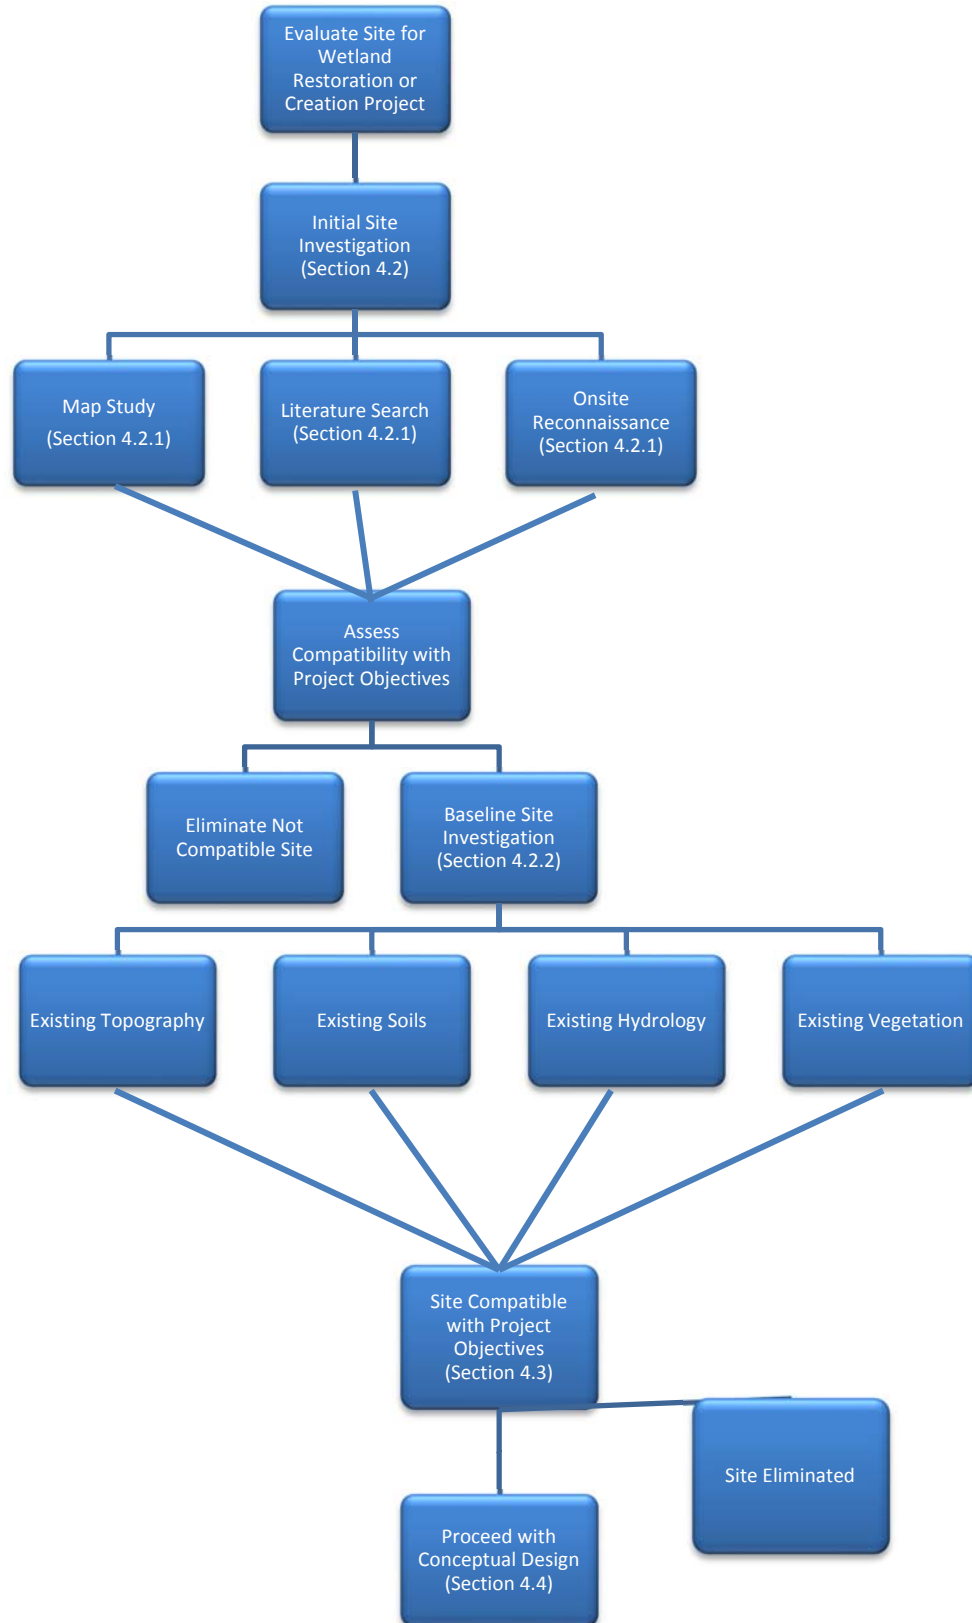 Evaluate Site for
Wetland
Restoration or
Creation Project
Initial Site
Investigation
(Section 4.2)
Map Study
(Section 4.2.1)
Literature Search
(Section 4.2.1)
Onsite
Reconnaissance
(Section 4.2.1)
Assess
Compatibility with
Project Objectives
Eliminate Not
Compatible Site
Baseline Site
Investigation
(Section 4.2.2)
Existing Topography
Existing Soils
Existing Hydrology
Existing Vegetation
Site Compatible
with Project
Objectives
(Section 4.3)
Site Eliminated
Proceed with
Conceptual Design
(Section 4.4)